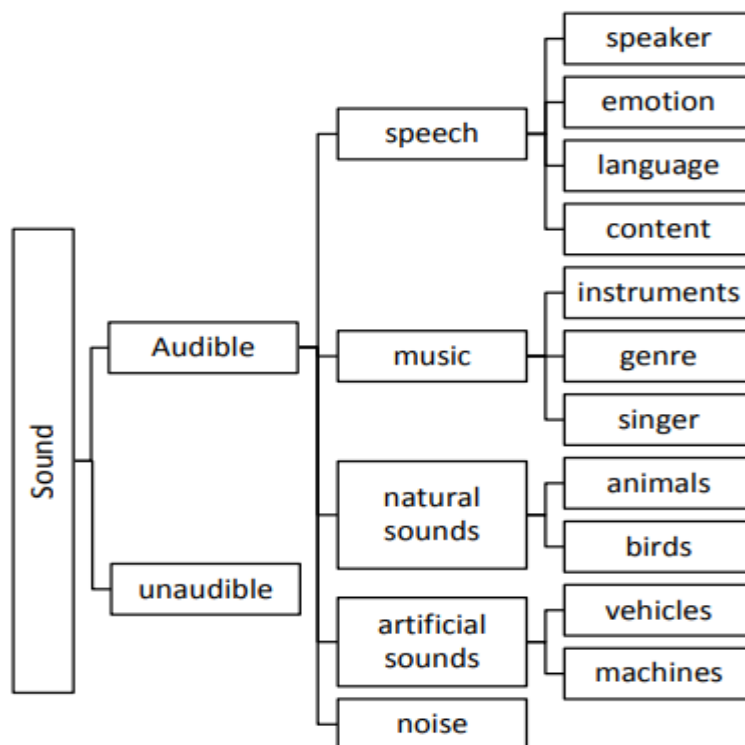 speaker
emotion
speech
language
content
instruments
Audible
music
genre
singer
Sound
natural
sounds
animals
birds
unaudible
artificial
sounds
vehicles
machines
noise